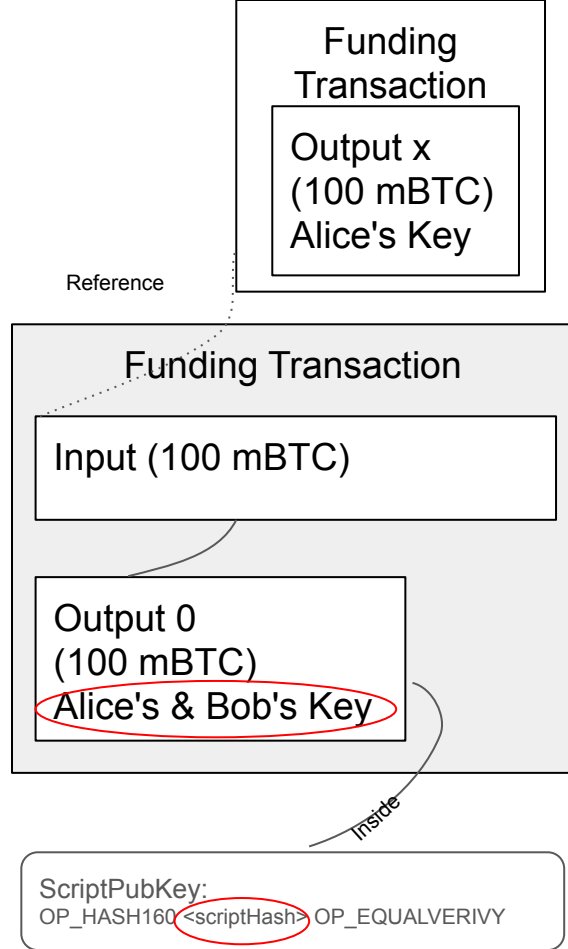 Funding
Transaction
Output x
(100 mBTC)
Alice's Key
Reference
Funding Transaction
Input (100 mBTC)
Output 0
(100 mBTC)
Alice's & Bob's Key
Inside
ScriptPubKey:
OP_HASH160 <scriptHash> OP_EQUALVERIVY